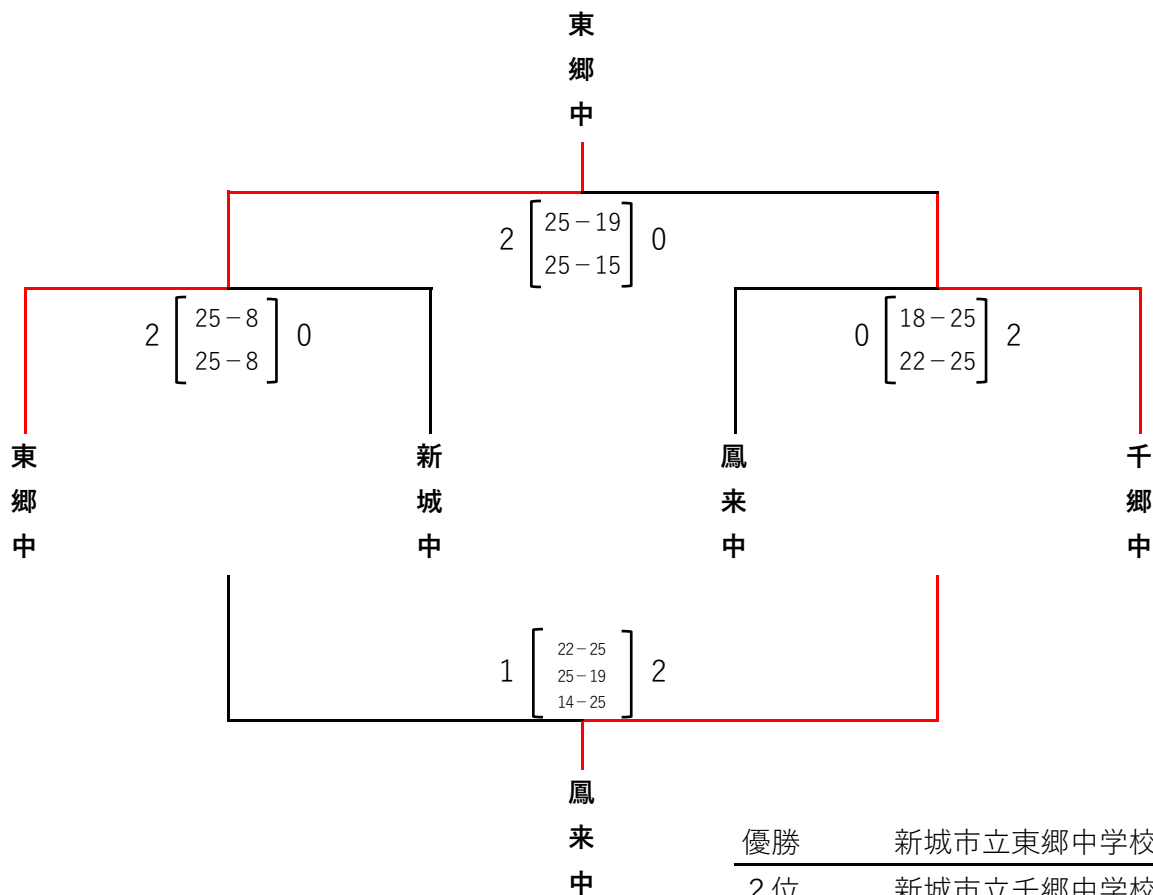 東郷中
2 25－19 0
25－15
2 25－8 0
25－8
0 18－25 2
22－25
東郷中
新城中
鳳来中
千郷中
1 22－25 2
25－19
14－25
鳳来中
優勝 新城市立東郷中学校
２位 新城市立千郷中学校